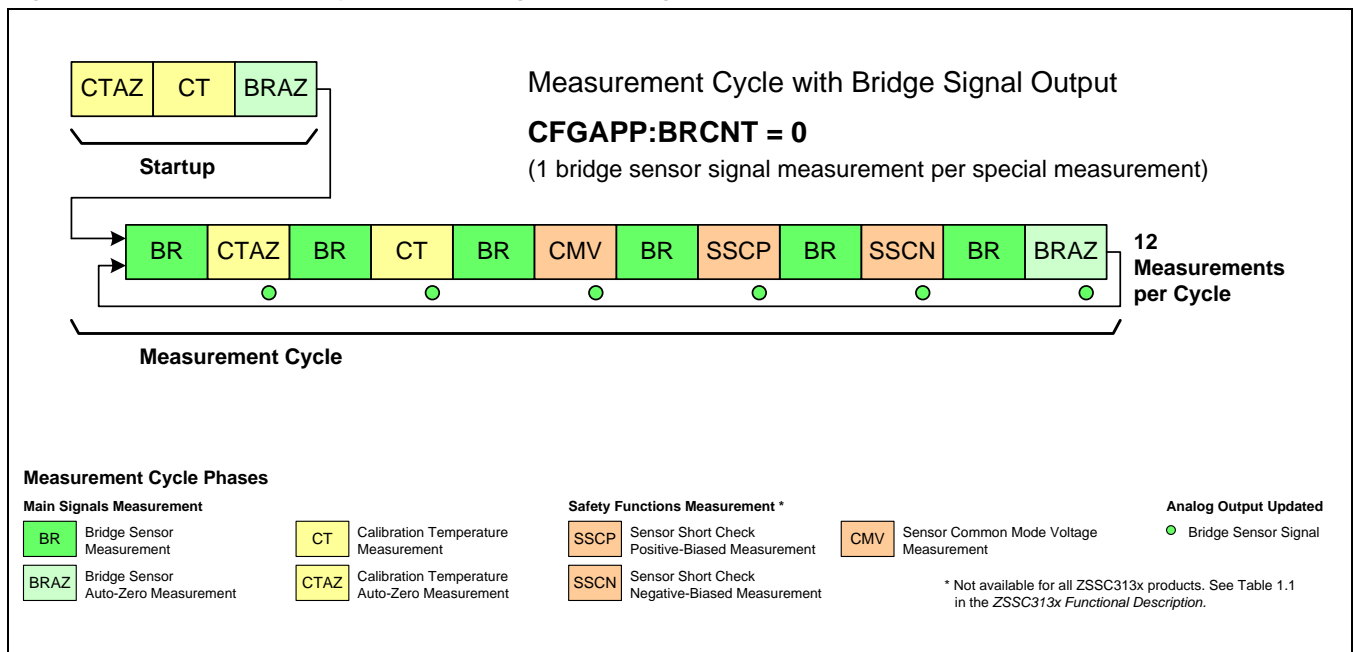 CTAZ CT BRAZ
Startup
Measurement Cycle with Bridge Signal Output
CFGAPP:BRCNT = 0
(1 bridge sensor signal measurement per special measurement)
BR CTAZ BR CT BR CMV BR SSCP BR SSCN BR BRAZ
12
Measurements
per Cycle
Measurement Cycle
Measurement Cycle Phases
Main Signals Measurement
BR Bridge Sensor
Measurement
BRAZ Bridge Sensor
Auto-Zero Measurement
CT Calibration Temperature
Measurement
CTAZ Calibration Temperature
Auto-Zero Measurement
Safety Functions Measurement *
SSCP Sensor Short Check
Positive-Biased Measurement
SSCN Sensor Short Check
Negative-Biased Measurement
CMV Sensor Common Mode Voltage
Measurement
Analog Output Updated
Bridge Sensor Signal
* Not available for all ZSSC313x products. See Table 1.1
in the ZSSC313x Functional Description.